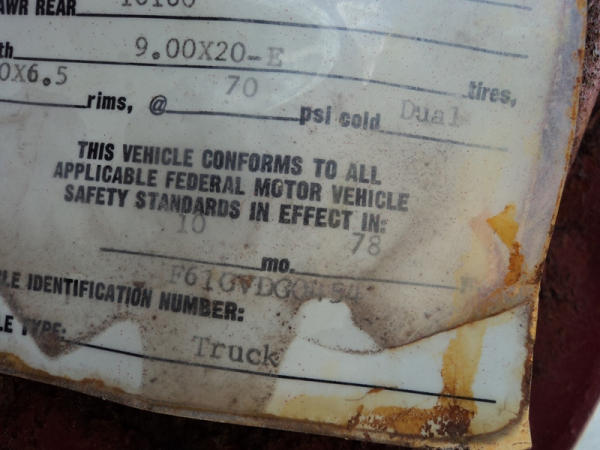 AWR REAR 10100
th 9.00X20-E tires,
0X6.5 rims, @ 70 psi cold Dual
THIS VEHICLE CONFORMS TO ALL
APPLICABLE FEDERAL MOTOR VEHICLE
SAFETY STANDARDS IN EFFECT IN:
10 mo. 78
LE IDENTIFICATION NUMBER:
LE TYPE: Truck